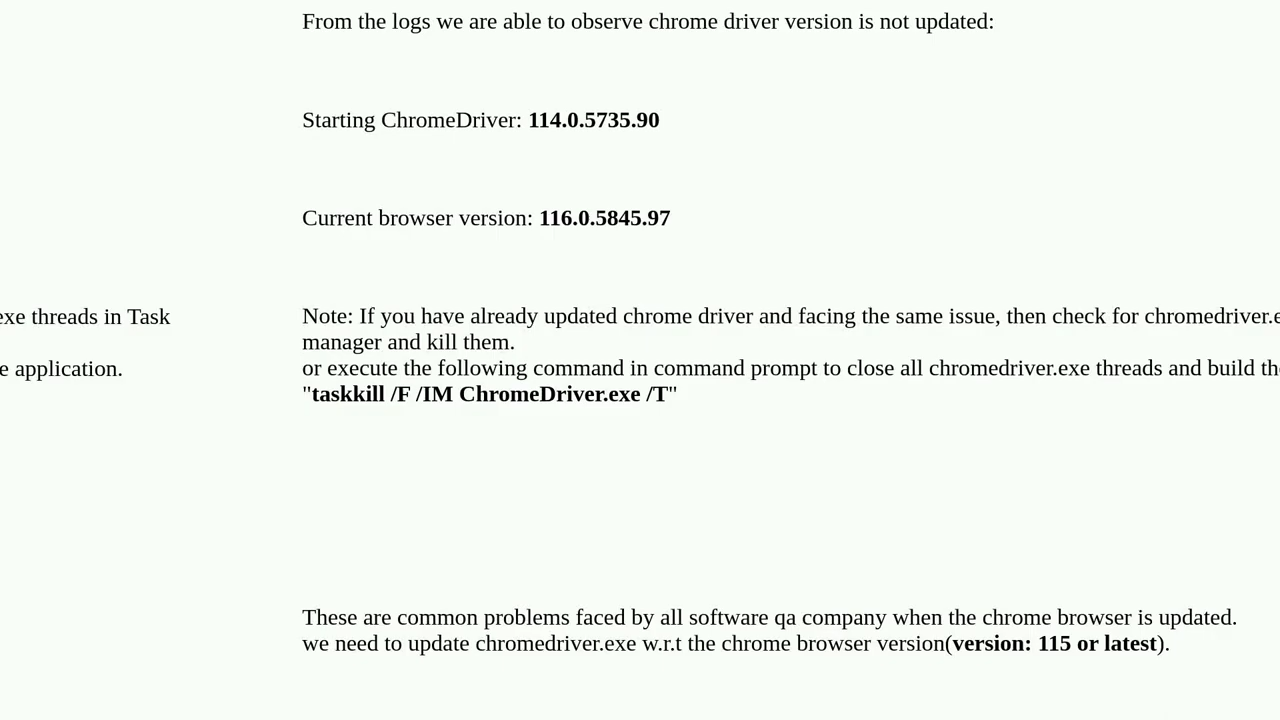 From the logs we are able to observe chrome driver version is not updated:
Starting ChromeDriver: 114.0.5735.90
Current browser version: 116.0.5845.97
exe threads in Task
Note: If you have already updated chrome driver and facing the same issue, then check for chromedriver.e
manager and kill them.
e application.
or execute the following command in command prompt to close all chromedriver.exe threads and build the
"taskkill /F /IM ChromeDriver.exe /T"
These are common problems faced by all software qa company when the chrome browser is updated.
we need to update chromedriver.exe w.r.t the chrome browser version(version: 115 or latest).